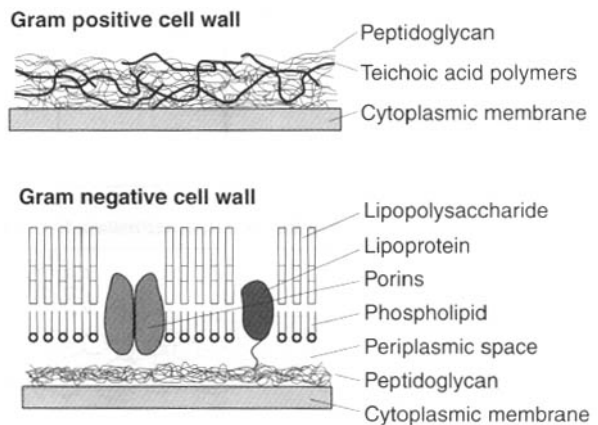 Gram positive cell wall
Peptidoglycan
Teichoic acid polymers
Cytoplasmic membrane
Gram negative cell wall
Lipopolysaccharide
Lipoprotein
Porins
Phospholipid
Periplasmic space
Peptidoglycan
Cytoplasmic membrane